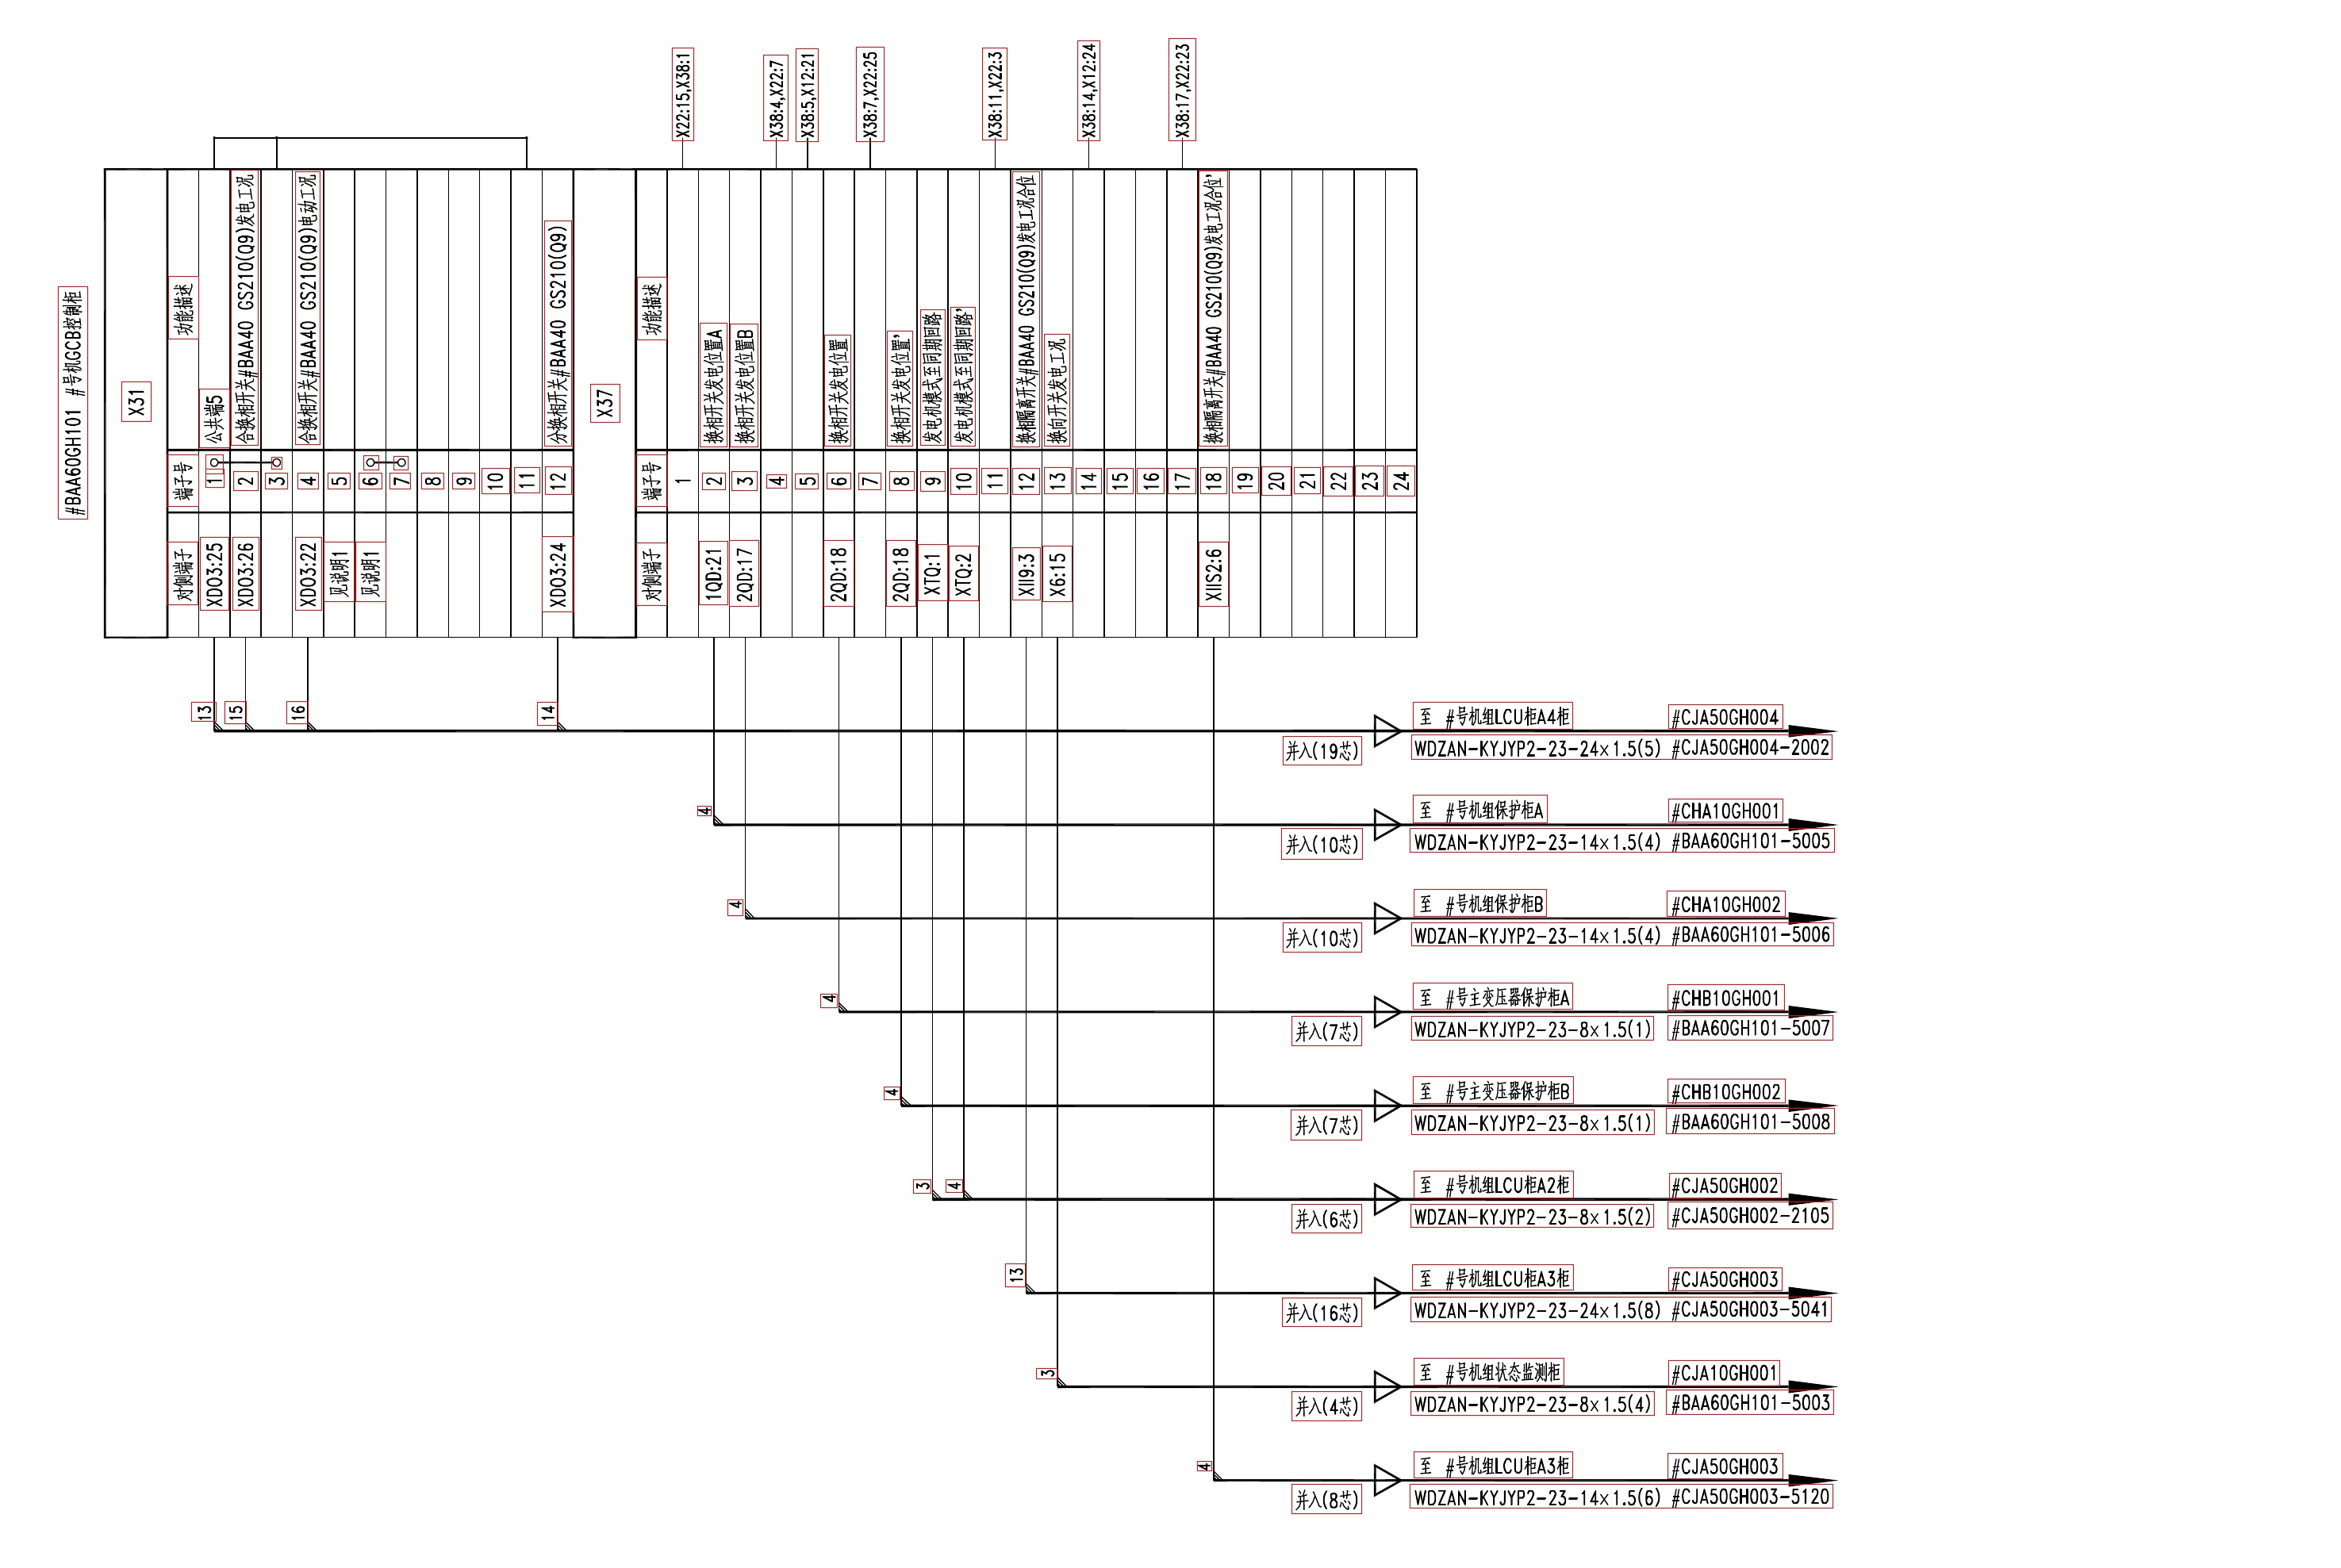 #BAA60GH101 #号机GCB控制柜
X31
功能描述
端子号
对侧端子
公共端5
1
XDO3:25
合换相开关#BAA40 GS210(Q9)发电工况
2
XDO3:26
3
合换相开关#BAA40 GS210(Q9)电动工况
4
XDO3:22
5
见说明1
6
见说明1
7
8
9
10
11
分换相开关#BAA40 GS210(Q9)
12
XDO3:24
X37
功能描述
端子号
对侧端子
X22:15,X38:1
1
换相开关发电位置A
2
1QD:21
换相开关发电位置B
3
2QD:17
X38:4,X22:7
4
X38:5,X12:21
5
换相开关发电位置
6
2QD:18
X38:7,X22:25
7
换相开关发电位置'
8
2QD:18
发电机模式至同期回路
9
XTQ:1
发电机模式至同期回路'
10
XTQ:2
X38:11,X22:3
11
换相隔离开关#BAA40 GS210(Q9)发电工况合位
12
XII9:3
换向开关发电工况
13
X6:15
X38:14,X12:24
14
15
16
X38:17,X22:23
17
换相隔离开关#BAA40 GS210(Q9)发电工况合位'
18
XIIS2:6
19
20
21
22
23
24
13
15
16
14
并入(19芯)
至 #号机组LCU柜A4柜 #CJA50GH004
WDZAN-KYJYP2-23-24×1.5(5) #CJA50GH004-2002
4
并入(10芯)
至 #号机组保护柜A #CHA10GH001
WDZAN-KYJYP2-23-14×1.5(4) #BAA60GH101-5005
4
并入(10芯)
至 #号机组保护柜B #CHA10GH002
WDZAN-KYJYP2-23-14×1.5(4) #BAA60GH101-5006
4
并入(7芯)
至 #号主变压器保护柜A #CHB10GH001
WDZAN-KYJYP2-23-8×1.5(1) #BAA60GH101-5007
4
并入(7芯)
至 #号主变压器保护柜B #CHB10GH002
WDZAN-KYJYP2-23-8×1.5(1) #BAA60GH101-5008
3
4
并入(6芯)
至 #号机组LCU柜A2柜 #CJA50GH002
WDZAN-KYJYP2-23-8×1.5(2) #CJA50GH002-2105
13
并入(16芯)
至 #号机组LCU柜A3柜 #CJA50GH003
WDZAN-KYJYP2-23-24×1.5(8) #CJA50GH003-5041
3
并入(4芯)
至 #号机组状态监测柜 #CJA10GH001
WDZAN-KYJYP2-23-8×1.5(4) #BAA60GH101-5003
4
并入(8芯)
至 #号机组LCU柜A3柜 #CJA50GH003
WDZAN-KYJYP2-23-14×1.5(6) #CJA50GH003-5120